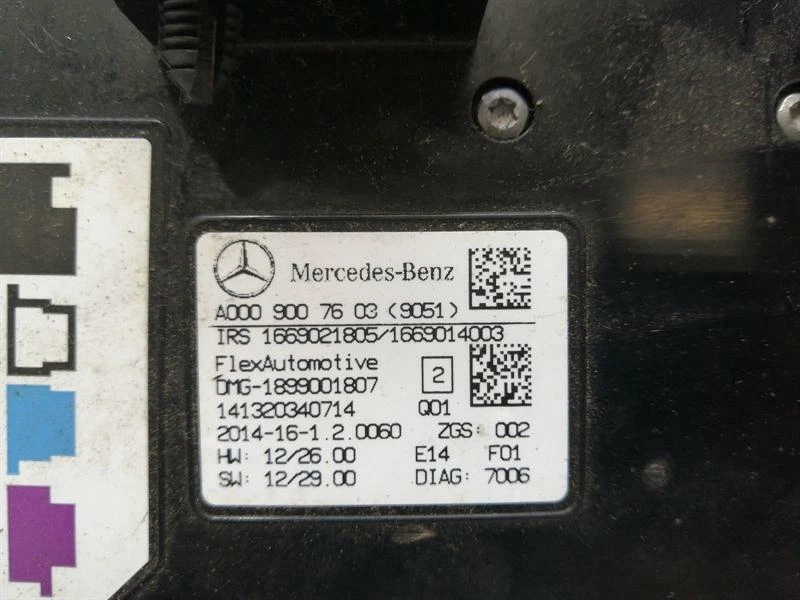 Mercedes-Benz
A000 900 76 03 (9051)
IRS 1669021805/1669014003
FlexAutomotive
DMG-1899001807
2
141320340714 Q01
2014-16-1.2.0060 ZGS: 002
HW: 12/26.00 E14 F01
SW: 12/29.00 DIAG: 7006